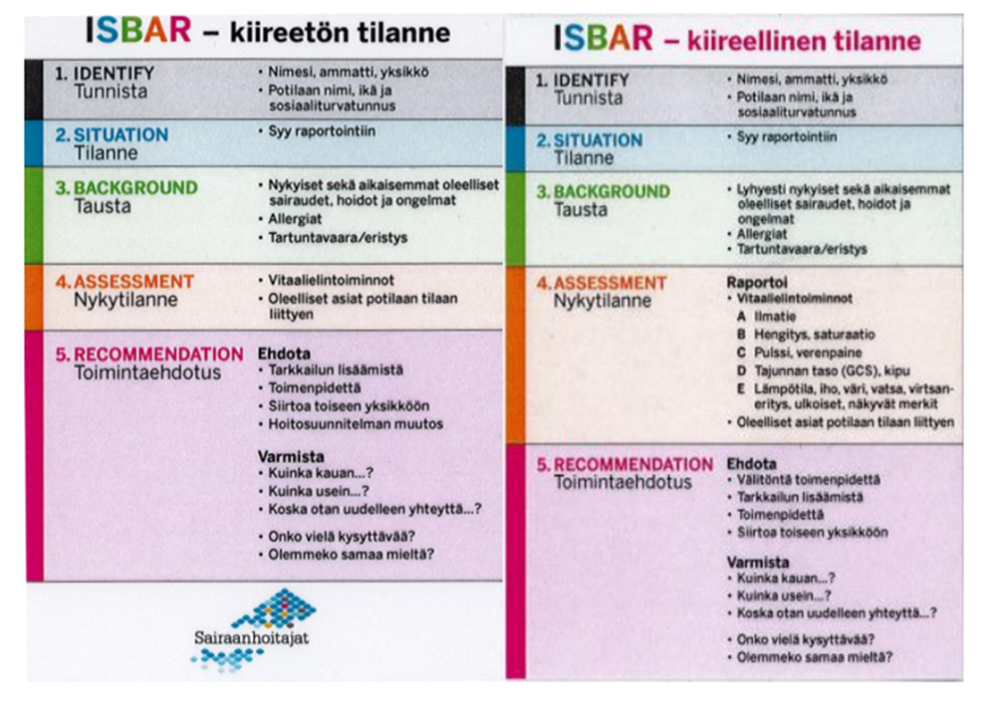 ISBAR – kiireetön tilanne
1. IDENTIFY
Tunnista
• Nimesi, ammatti, yksikkö
• Potilaan nimi, ikä ja
sosiaaliturvatunnus
2. SITUATION
Tilanne
• Syy raportointiin
3. BACKGROUND
Tausta
• Nykyiset sekä aikaisemmat oleelliset
sairaudet, hoidot ja ongelmat
• Allergiat
• Tartuntavaara/eristys
4. ASSESSMENT
Nykytilanne
• Vitaalielintoiminnot
• Oleelliset asiat potilaan tilaan
liittyen
5. RECOMMENDATION
Toimintaehdotus
Ehdota
• Tarkkailun lisäämistä
• Toimenpidettä
• Siirtoa toiseen yksikköön
• Hoitosuunnitelman muutos
Varmista
• Kuinka kauan...?
• Kuinka usein...?
• Koska otan uudelleen yhteyttä...?
• Onko vielä kysyttävää?
• Olemmeko samaa mieltä?
Sairaanhoitajat
ISBAR – kiireellinen tilanne
1. IDENTIFY
Tunnista
• Nimesi, ammatti, yksikkö
• Potilaan nimi, ikä ja
sosiaaliturvatunnus
2. SITUATION
Tilanne
• Syy raportointiin
3. BACKGROUND
Tausta
• Lyhyesti nykyiset sekä aikaisemmat
oleelliset sairaudet, hoidot ja
ongelmat
• Allergiat
• Tartuntavaara/eristys
4. ASSESSMENT
Nykytilanne
Raportoi
• Vitaalielintoiminnot
A Ilmatie
B Hengitys, saturaatio
C Pulssi, verenpaine
D Tajunnan taso (GCS), kipu
E Lämpötila, iho, väri, vatsa, virtsan-
eritys, ulkoiset, näkyvät merkit
• Oleelliset asiat potilaan tilaan liittyen
5. RECOMMENDATION
Toimintaehdotus
Ehdota
• Välitöntä toimenpidettä
• Tarkkailun lisäämistä
• Toimenpidettä
• Siirtoa toiseen yksikköön
Varmista
• Kuinka kauan...?
• Kuinka usein...?
• Koska otan uudelleen yhteyttä...?
• Onko vielä kysyttävää?
• Olemmeko samaa mieltä?